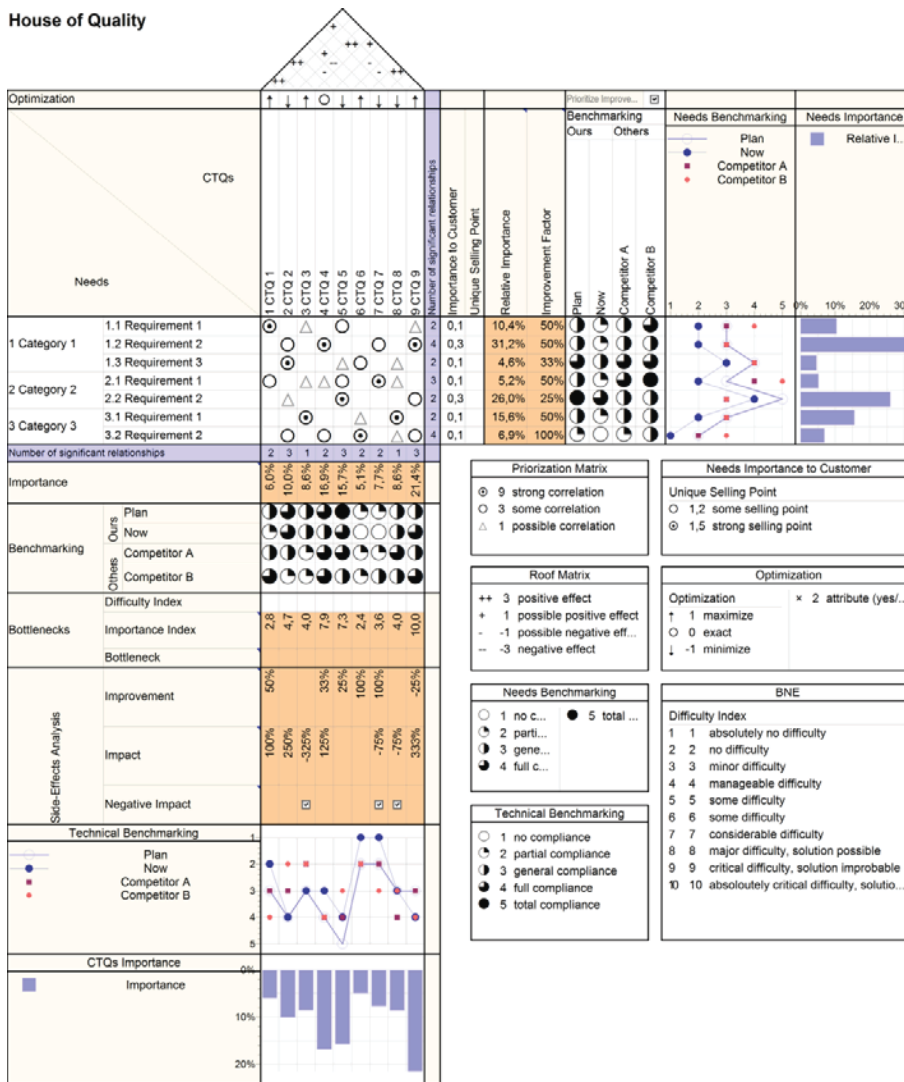 House of Quality
Optimization
Prioritize Improve...
Benchmarking
Ours Others
Needs Benchmarking
Plan
Now
Competitor A
Competitor B
Needs Importance
Relative I...
CTQs
Needs
1 CTQ 1
2 CTQ 2
3 CTQ 3
4 CTQ 4
5 CTQ 5
6 CTQ 6
7 CTQ 7
8 CTQ 8
9 CTQ 9
Number of significant relationships
Importance to Customer
Unique Selling Point
Relative Importance
Improvement Factor
Plan
Now
Competitor A
Competitor B
1 2 3 4 5
0% 10% 20% 30
1 Category 1
1.1 Requirement 1 2 0,1 10,4% 50%
1.2 Requirement 2 4 0,3 31,2% 50%
1.3 Requirement 3 2 0,1 4,6% 33%
2 Category 2
2.1 Requirement 1 3 0,1 5,2% 50%
2.2 Requirement 2 2 0,3 26,0% 25%
3 Category 3
3.1 Requirement 1 2 0,1 15,6% 50%
3.2 Requirement 2 4 0,1 6,9% 100%
Number of significant relationships 2 3 1 2 3 2 2 1 3
Importance 6,0% 10,0% 8,6% 16,9% 15,7% 5,1% 7,7% 8,6% 21,4%
Benchmarking
Ours
Plan
Now
Others
Competitor A
Competitor B
Bottlenecks
Difficulty Index
Importance Index 2,8 4,7 4,0 7,9 7,3 2,4 3,6 4,0 10,0
Bottleneck
Side-Effects Analysis
Improvement 50% 33% 25% 100% 100% -25%
Impact 100% 250% -325% 125% -75% -75% 333%
Negative Impact
Technical Benchmarking
Plan
Now
Competitor A
Competitor B
1
2
3
4
5
CTQs Importance
Importance
0%
10%
20%
Priorization Matrix
9 strong correlation
3 some correlation
1 possible correlation
Needs Importance to Customer
Unique Selling Point
1,2 some selling point
1,5 strong selling point
Roof Matrix
++ 3 positive effect
+ 1 possible positive effect
- -1 possible negative eff...
-- -3 negative effect
Optimization
Optimization
↑ 1 maximize
0 exact
↓ -1 minimize
× 2 attribute (yes/...
Needs Benchmarking
1 no c...
2 parti...
3 gene...
4 full c...
5 total ...
BNE
Difficulty Index
1 1 absolutely no difficulty
2 2 no difficulty
3 3 minor difficulty
4 4 manageable difficulty
5 5 some difficulty
6 6 some difficulty
7 7 considerable difficulty
8 8 major difficulty, solution possible
9 9 critical difficulty, solution improbable
10 10 absoloutely critical difficulty, solutio...
Technical Benchmarking
1 no compliance
2 partial compliance
3 general compliance
4 full compliance
5 total compliance